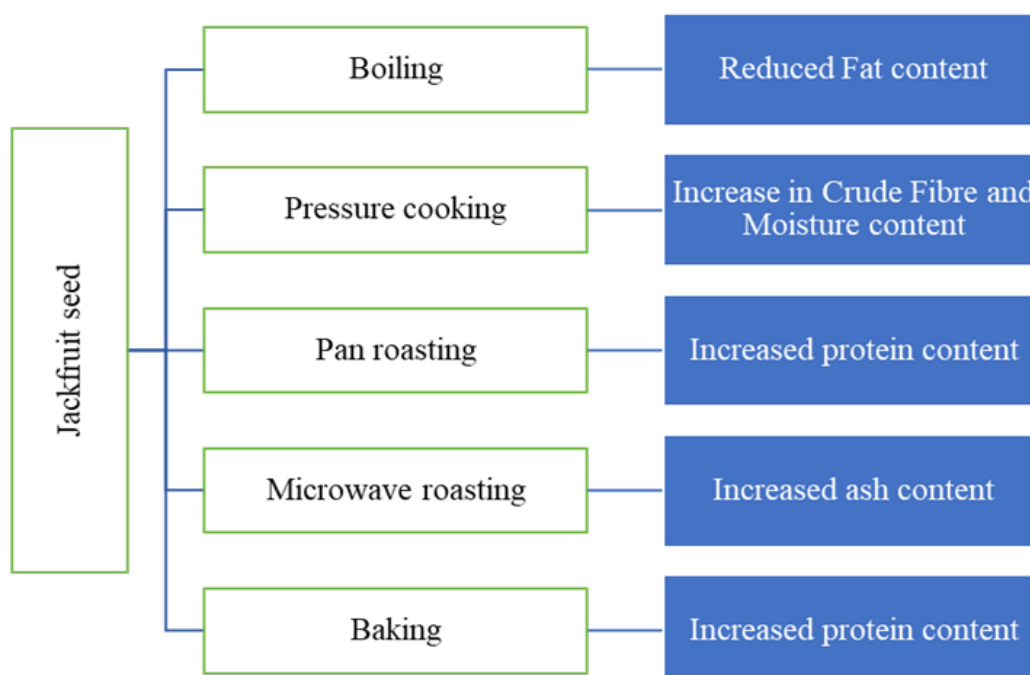 Jackfruit seed
Boiling
Reduced Fat content
Pressure cooking
Increase in Crude Fibre and
Moisture content
Pan roasting
Increased protein content
Microwave roasting
Increased ash content
Baking
Increased protein content